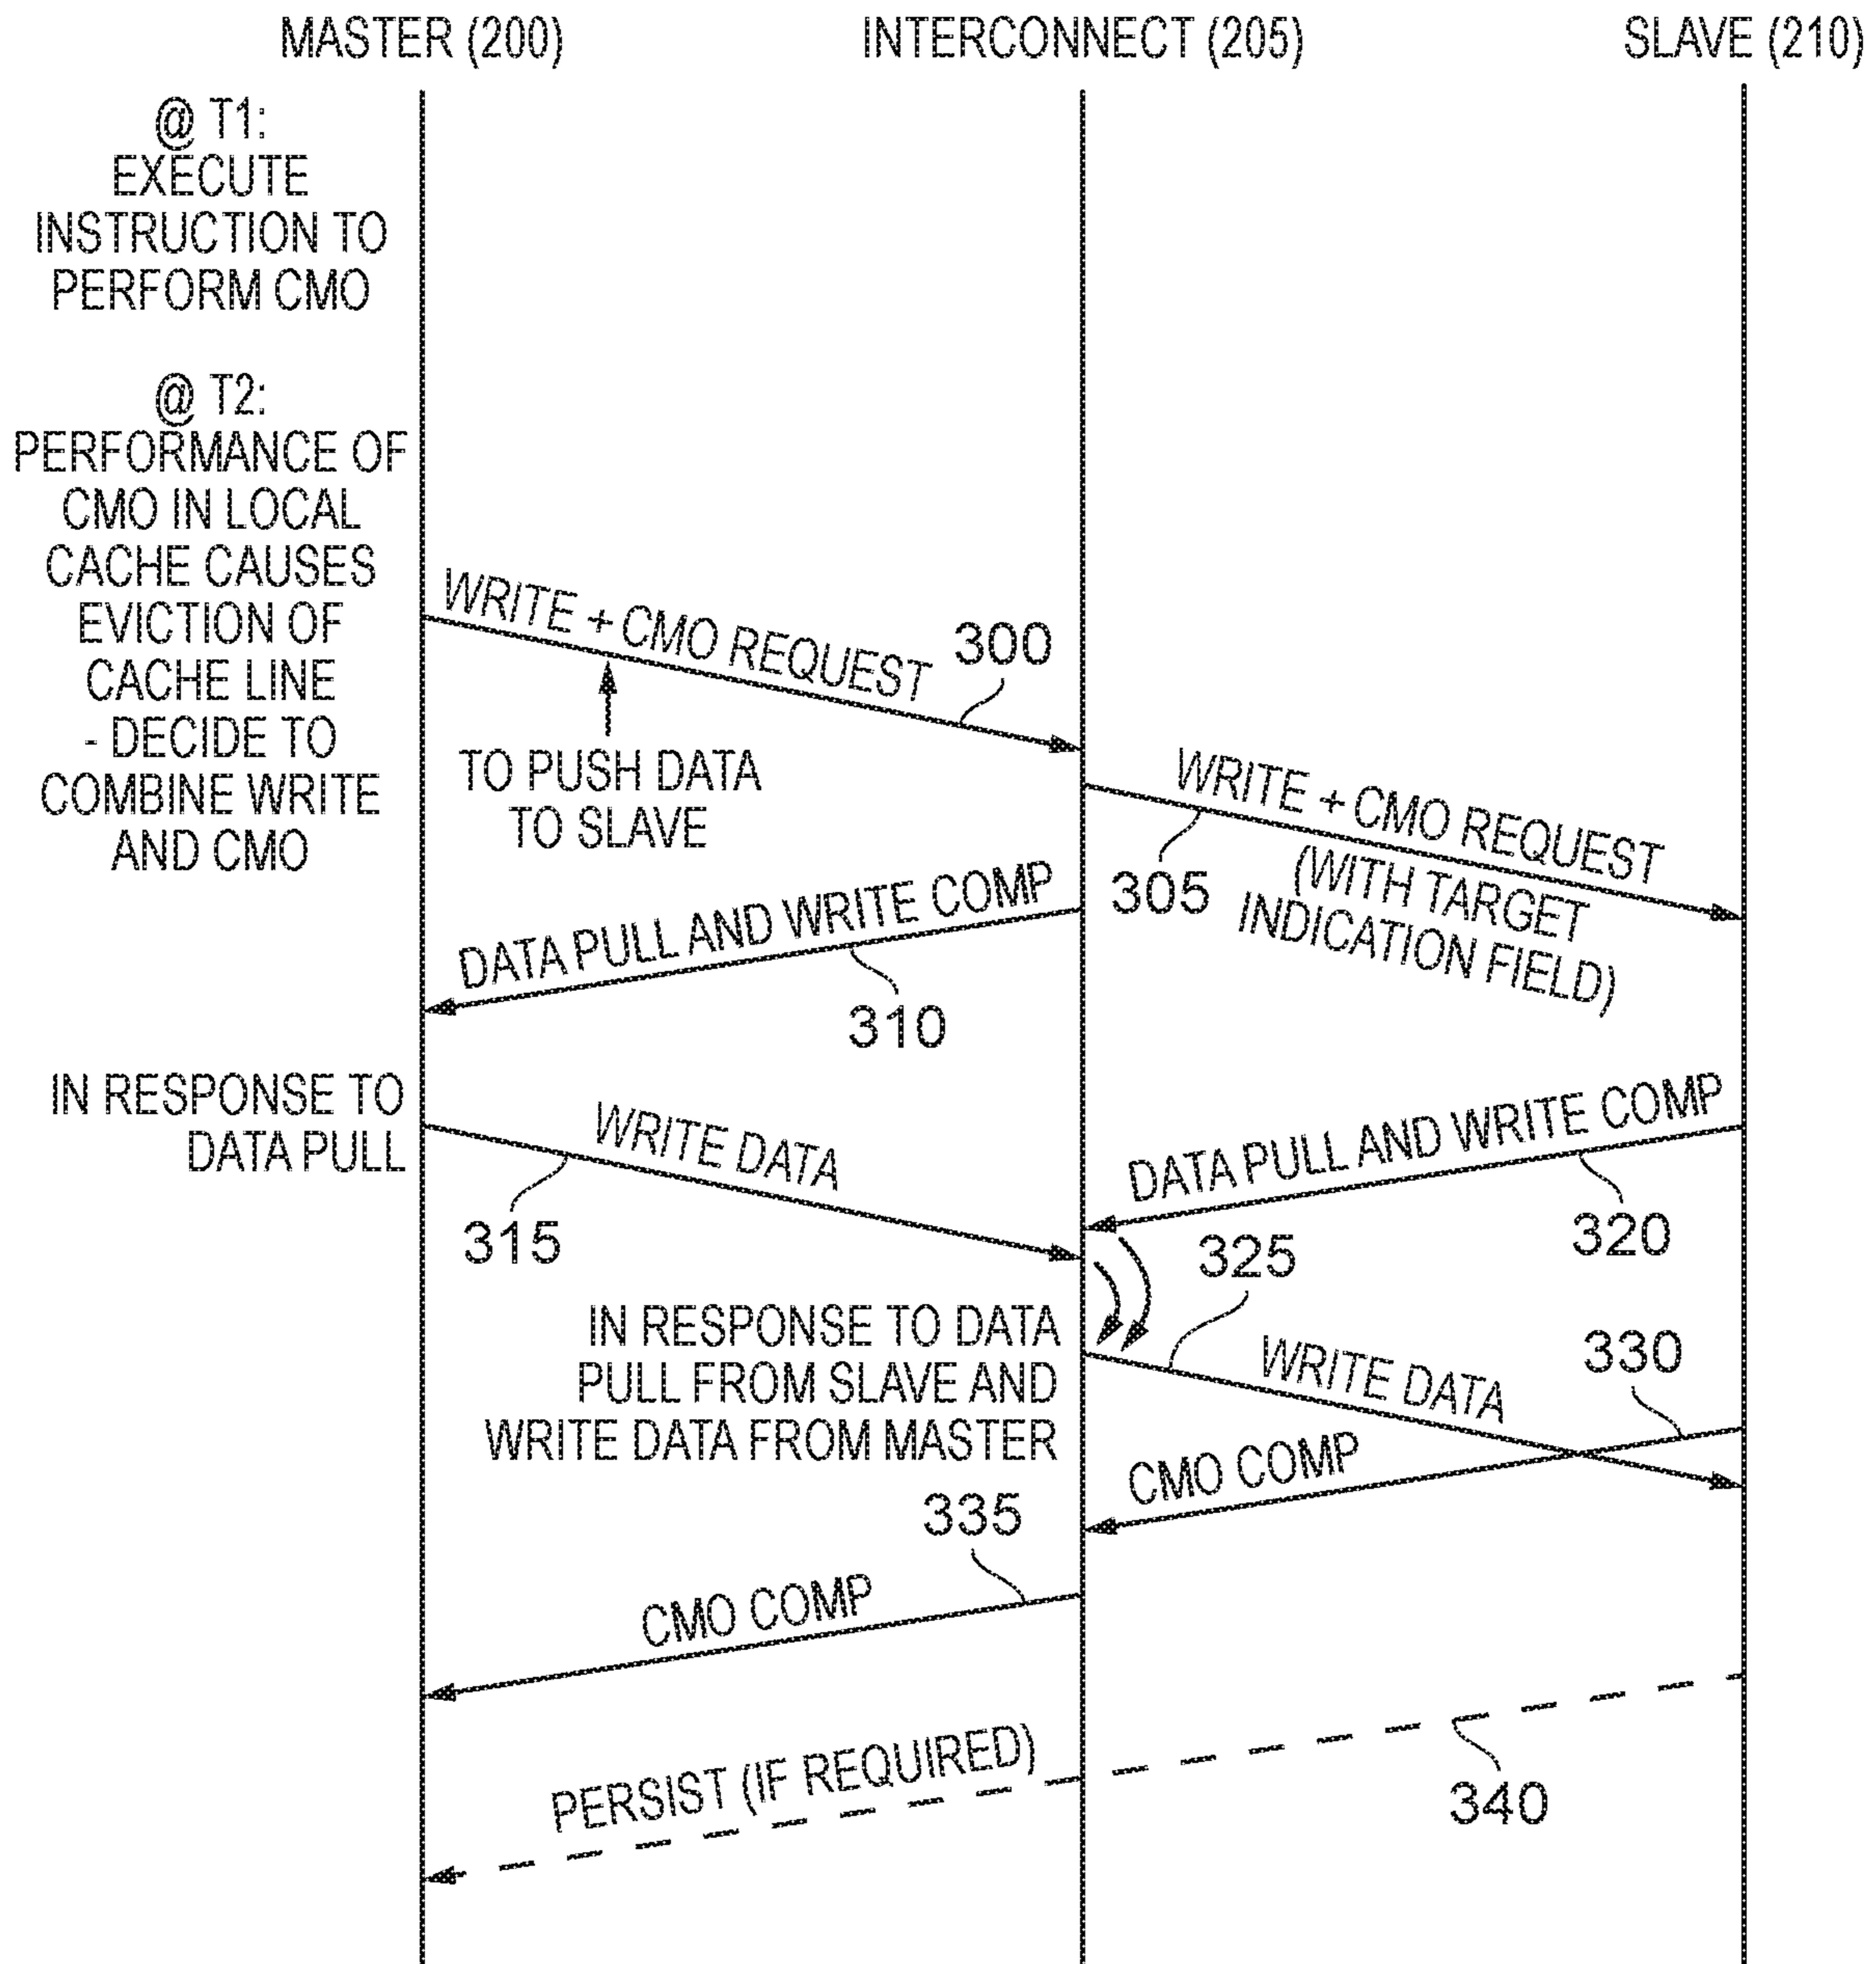 MASTER (200)
INTERCONNECT (205)
SLAVE (210)
@ T1:
EXECUTE
INSTRUCTION TO
PERFORM CMO
@ T2:
PERFORMANCE OF
CMO IN LOCAL
CACHE CAUSES
EVICTION OF
CACHE LINE
- DECIDE TO
COMBINE WRITE
AND CMO
WRITE + CMO REQUEST
300
TO PUSH DATA
TO SLAVE
WRITE + CMO REQUEST
(WITH TARGET
INDICATION FIELD)
305
DATA PULL AND WRITE COMP
310
IN RESPONSE TO
DATA PULL
WRITE DATA
315
DATA PULL AND WRITE COMP
320
325
IN RESPONSE TO DATA
PULL FROM SLAVE AND
WRITE DATA FROM MASTER
WRITE DATA
330
CMO COMP
335
CMO COMP
PERSIST (IF REQUIRED)
340